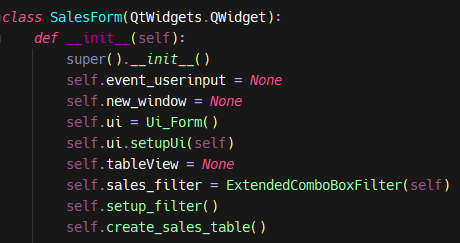 class SalesForm(QtWidgets.QWidget):
def __init__(self):
super().__init__()
self.event_userinput = None
self.new_window = None
self.ui = Ui_Form()
self.ui.setupUi(self)
self.tableView = None
self.sales_filter = ExtendedComboBoxFilter(self)
self.setup_filter()
self.create_sales_table()